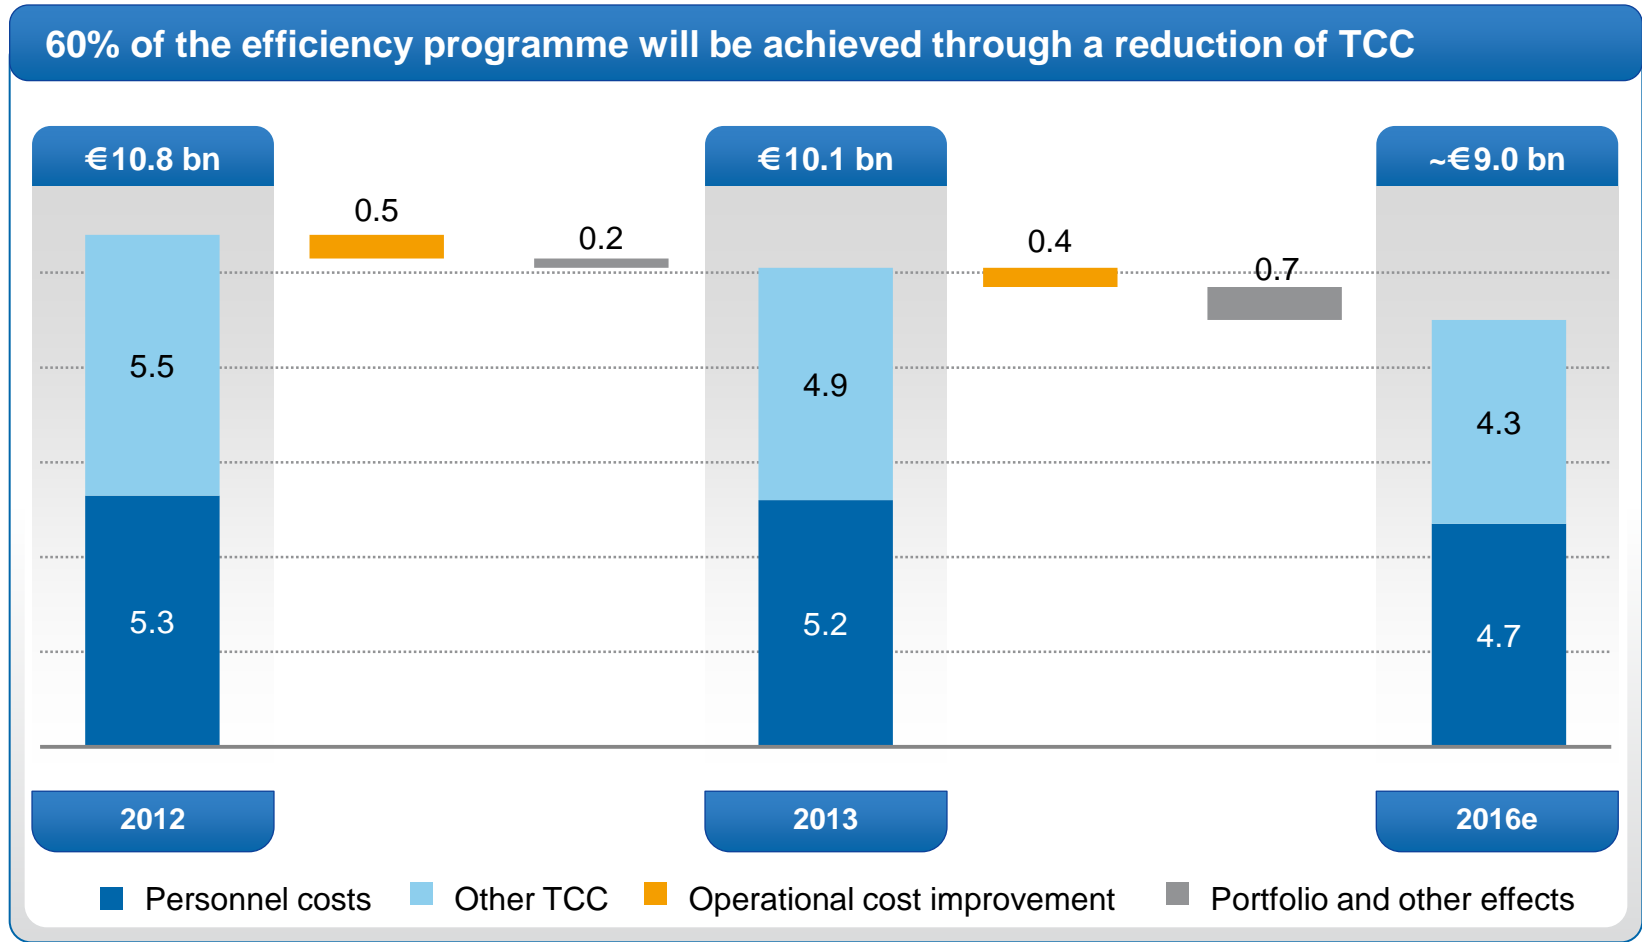 60% of the efficiency programme will be achieved through a reduction of TCC
€10.8 bn
€10.1 bn
~€9.0 bn
0.5
0.2
0.4
0.7
5.5
4.9
4.3
5.3
5.2
4.7
2012
2013
2016e
Personnel costs
Other TCC
Operational cost improvement
Portfolio and other effects